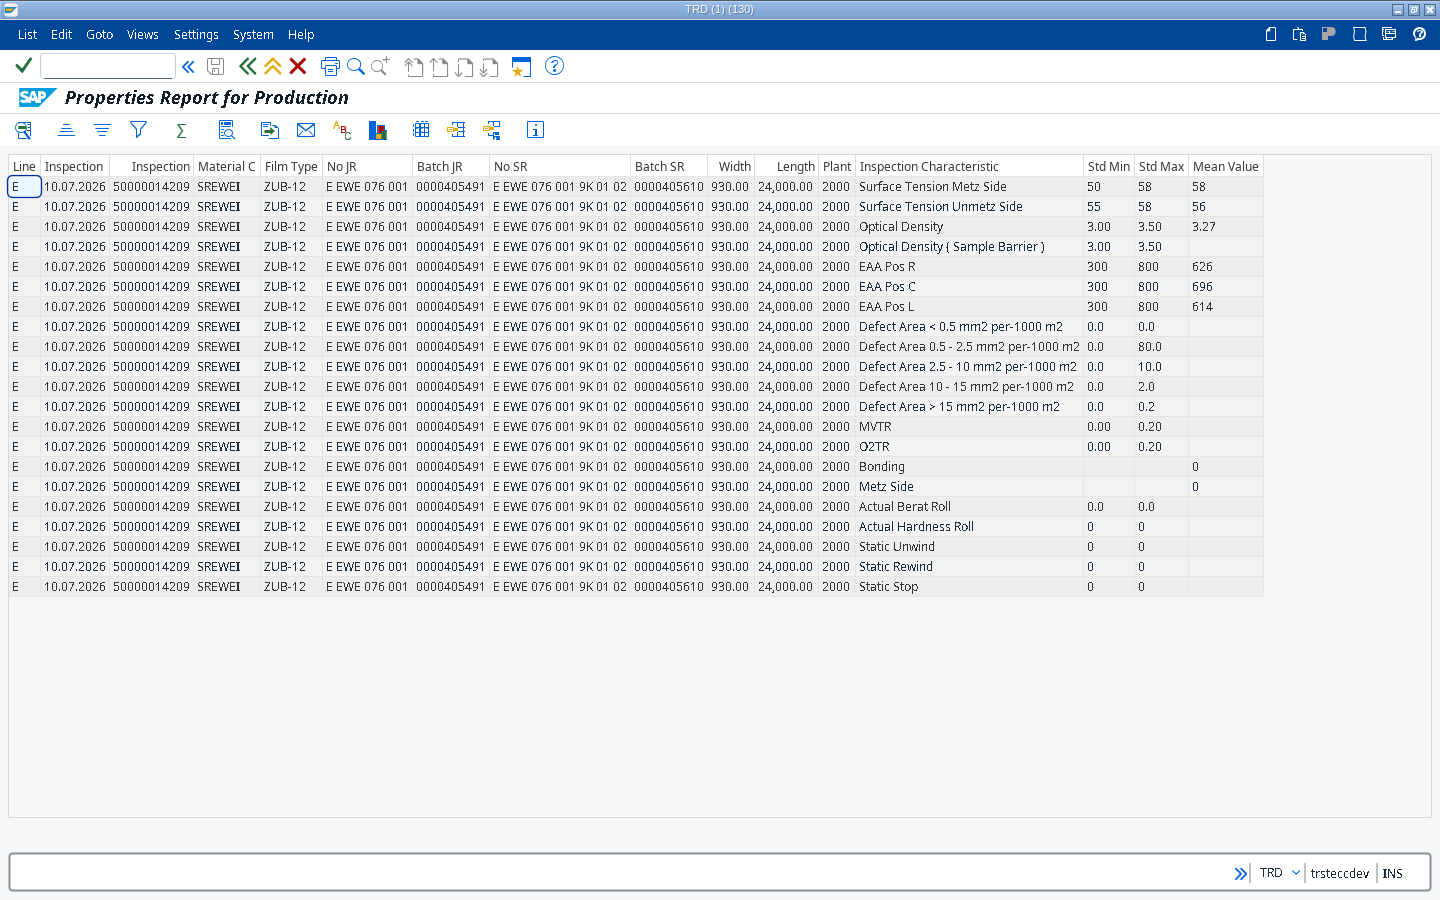 TRD (1) (130)
List Edit Goto Views Settings System Help
SAP Properties Report for Production
Line Inspection Inspection Material C Film Type No JR Batch JR No SR Batch SR Width Length Plant Inspection Characteristic Std Min Std Max Mean Value
E 10.07.2026 50000014209 SREWEI ZUB-12 E EWE 076 001 0000405491 E EWE 076 001 9K 01 02 0000405610 930.00 24,000.00 2000 Surface Tension Metz Side 50 58 58
E 10.07.2026 50000014209 SREWEI ZUB-12 E EWE 076 001 0000405491 E EWE 076 001 9K 01 02 0000405610 930.00 24,000.00 2000 Surface Tension Unmetz Side 55 58 56
E 10.07.2026 50000014209 SREWEI ZUB-12 E EWE 076 001 0000405491 E EWE 076 001 9K 01 02 0000405610 930.00 24,000.00 2000 Optical Density 3.00 3.50 3.27
E 10.07.2026 50000014209 SREWEI ZUB-12 E EWE 076 001 0000405491 E EWE 076 001 9K 01 02 0000405610 930.00 24,000.00 2000 Optical Density ( Sample Barrier ) 3.00 3.50
E 10.07.2026 50000014209 SREWEI ZUB-12 E EWE 076 001 0000405491 E EWE 076 001 9K 01 02 0000405610 930.00 24,000.00 2000 EAA Pos R 300 800 626
E 10.07.2026 50000014209 SREWEI ZUB-12 E EWE 076 001 0000405491 E EWE 076 001 9K 01 02 0000405610 930.00 24,000.00 2000 EAA Pos C 300 800 696
E 10.07.2026 50000014209 SREWEI ZUB-12 E EWE 076 001 0000405491 E EWE 076 001 9K 01 02 0000405610 930.00 24,000.00 2000 EAA Pos L 300 800 614
E 10.07.2026 50000014209 SREWEI ZUB-12 E EWE 076 001 0000405491 E EWE 076 001 9K 01 02 0000405610 930.00 24,000.00 2000 Defect Area < 0.5 mm2 per-1000 m2 0.0 0.0
E 10.07.2026 50000014209 SREWEI ZUB-12 E EWE 076 001 0000405491 E EWE 076 001 9K 01 02 0000405610 930.00 24,000.00 2000 Defect Area 0.5 - 2.5 mm2 per-1000 m2 0.0 80.0
E 10.07.2026 50000014209 SREWEI ZUB-12 E EWE 076 001 0000405491 E EWE 076 001 9K 01 02 0000405610 930.00 24,000.00 2000 Defect Area 2.5 - 10 mm2 per-1000 m2 0.0 10.0
E 10.07.2026 50000014209 SREWEI ZUB-12 E EWE 076 001 0000405491 E EWE 076 001 9K 01 02 0000405610 930.00 24,000.00 2000 Defect Area 10 - 15 mm2 per-1000 m2 0.0 2.0
E 10.07.2026 50000014209 SREWEI ZUB-12 E EWE 076 001 0000405491 E EWE 076 001 9K 01 02 0000405610 930.00 24,000.00 2000 Defect Area > 15 mm2 per-1000 m2 0.0 0.2
E 10.07.2026 50000014209 SREWEI ZUB-12 E EWE 076 001 0000405491 E EWE 076 001 9K 01 02 0000405610 930.00 24,000.00 2000 MVTR 0.00 0.20
E 10.07.2026 50000014209 SREWEI ZUB-12 E EWE 076 001 0000405491 E EWE 076 001 9K 01 02 0000405610 930.00 24,000.00 2000 O2TR 0.00 0.20
E 10.07.2026 50000014209 SREWEI ZUB-12 E EWE 076 001 0000405491 E EWE 076 001 9K 01 02 0000405610 930.00 24,000.00 2000 Bonding 0
E 10.07.2026 50000014209 SREWEI ZUB-12 E EWE 076 001 0000405491 E EWE 076 001 9K 01 02 0000405610 930.00 24,000.00 2000 Metz Side 0
E 10.07.2026 50000014209 SREWEI ZUB-12 E EWE 076 001 0000405491 E EWE 076 001 9K 01 02 0000405610 930.00 24,000.00 2000 Actual Berat Roll 0.0 0.0
E 10.07.2026 50000014209 SREWEI ZUB-12 E EWE 076 001 0000405491 E EWE 076 001 9K 01 02 0000405610 930.00 24,000.00 2000 Actual Hardness Roll 0 0
E 10.07.2026 50000014209 SREWEI ZUB-12 E EWE 076 001 0000405491 E EWE 076 001 9K 01 02 0000405610 930.00 24,000.00 2000 Static Unwind 0 0
E 10.07.2026 50000014209 SREWEI ZUB-12 E EWE 076 001 0000405491 E EWE 076 001 9K 01 02 0000405610 930.00 24,000.00 2000 Static Rewind 0 0
E 10.07.2026 50000014209 SREWEI ZUB-12 E EWE 076 001 0000405491 E EWE 076 001 9K 01 02 0000405610 930.00 24,000.00 2000 Static Stop 0 0
TRD trsteccdev INS